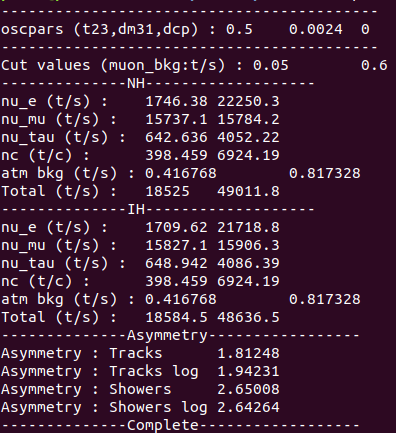 ------------------------------------------
oscpars (t23,dm31,dcp) : 0.5    0.0024  0
------------------------------------------
Cut values (muon_bkg:t/s) : 0.05        0.6
--------------NH-------------------
nu_e (t/s) :    1746.38 22250.3
nu_mu (t/s) :   15737.1 15784.2
nu_tau (t/s) :  642.636 4052.22
nc (t/c) :      398.459 6924.19
atm bkg (t/s) : 0.416768        0.817328
Total (t/s) :   18525   49011.8
--------------IH-------------------
nu_e (t/s) :    1709.62 21718.8
nu_mu (t/s) :   15827.1 15906.3
nu_tau (t/s) :  648.942 4086.39
nc (t/s) :      398.459 6924.19
atm bkg (t/s) : 0.416768        0.817328
Total (t/s) :   18584.5 48636.5
--------------Asymmetry-----------------
Asymmetry : Tracks      1.81248
Asymmetry : Tracks log  1.94231
Asymmetry : Showers     2.65008
Asymmetry : Showers log 2.64264
--------------Complete------------------